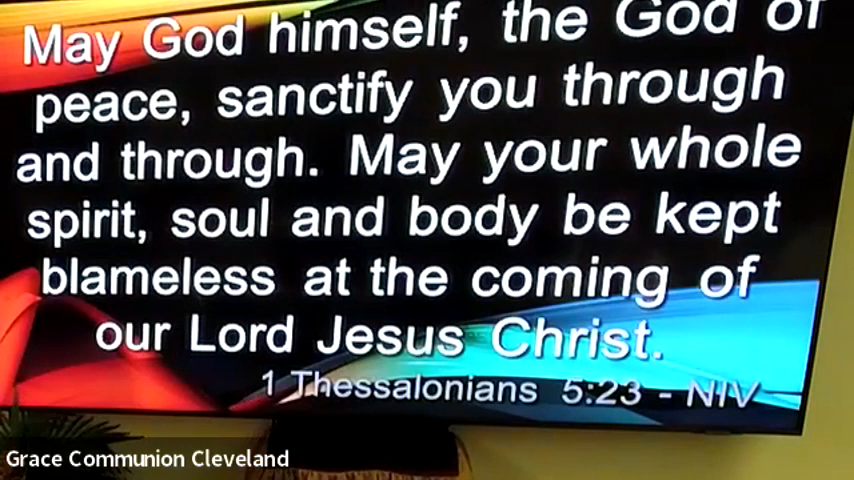 May God himself, the God of
peace, sanctify you through
and through. May your whole
spirit, soul and body be kept
blameless at the coming of
our Lord Jesus Christ.
1 Thessalonians 5:23 - NIV
Grace Communion Cleveland